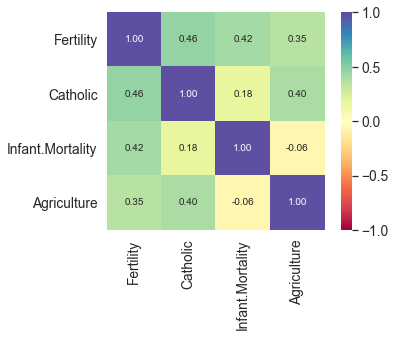 Fertility 1.00 0.46 0.42 0.35
Catholic 0.46 1.00 0.18 0.40
Infant.Mortality 0.42 0.18 1.00 -0.06
Agriculture 0.35 0.40 -0.06 1.00
Fertility
Catholic
Infant.Mortality
Agriculture
1.0
0.5
0.0
−0.5
−1.0